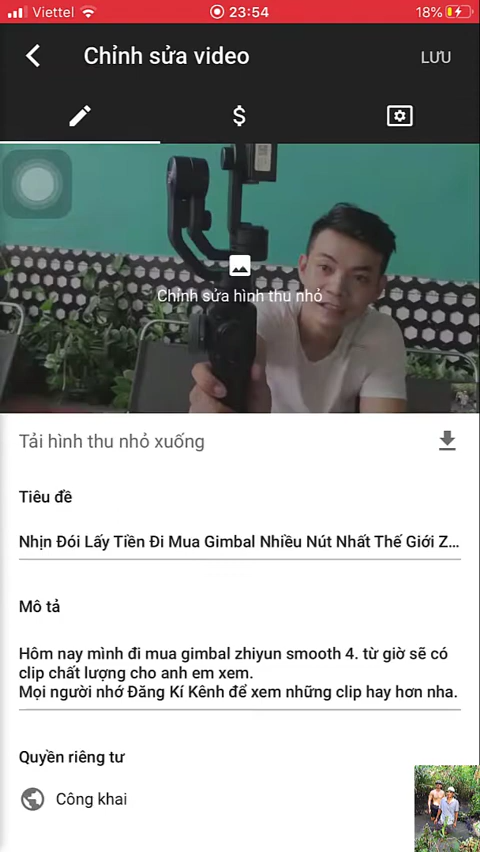 Viettel 23:54 18%
Chỉnh sửa video LƯU
$
Chỉnh sửa hình thu nhỏ
Tải hình thu nhỏ xuống
Tiêu đề
Nhịn Đói Lấy Tiền Đi Mua Gimbal Nhiều Nút Nhất Thế Giới Z...
Mô tả
Hôm nay mình đi mua gimbal zhiyun smooth 4. từ giờ sẽ có
clip chất lượng cho anh em xem.
Mọi người nhớ Đăng Kí Kênh để xem những clip hay hơn nha.
Quyền riêng tư
Công khai